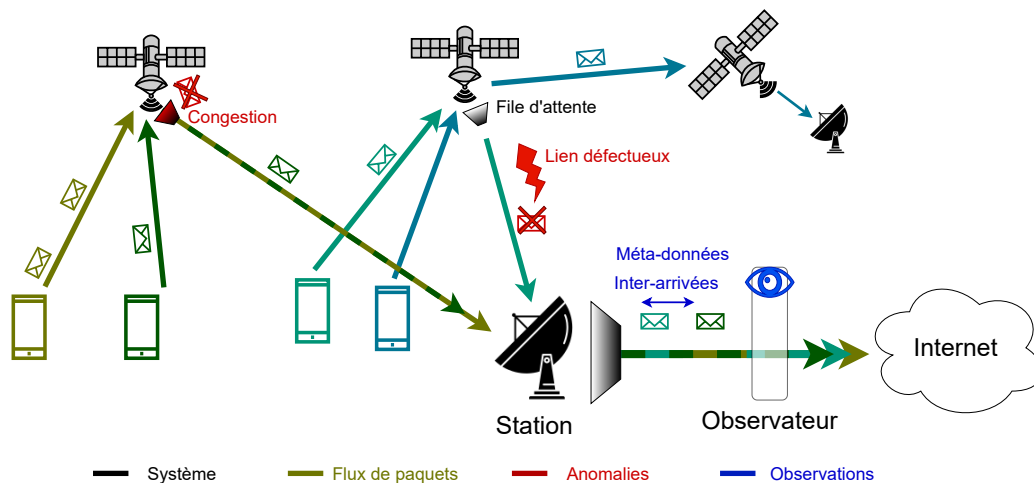 Congestion
File d'attente
Lien défectueux
Méta-données
Inter-arrivées
Internet
Station
Observateur
Système
Flux de paquets
Anomalies
Observations